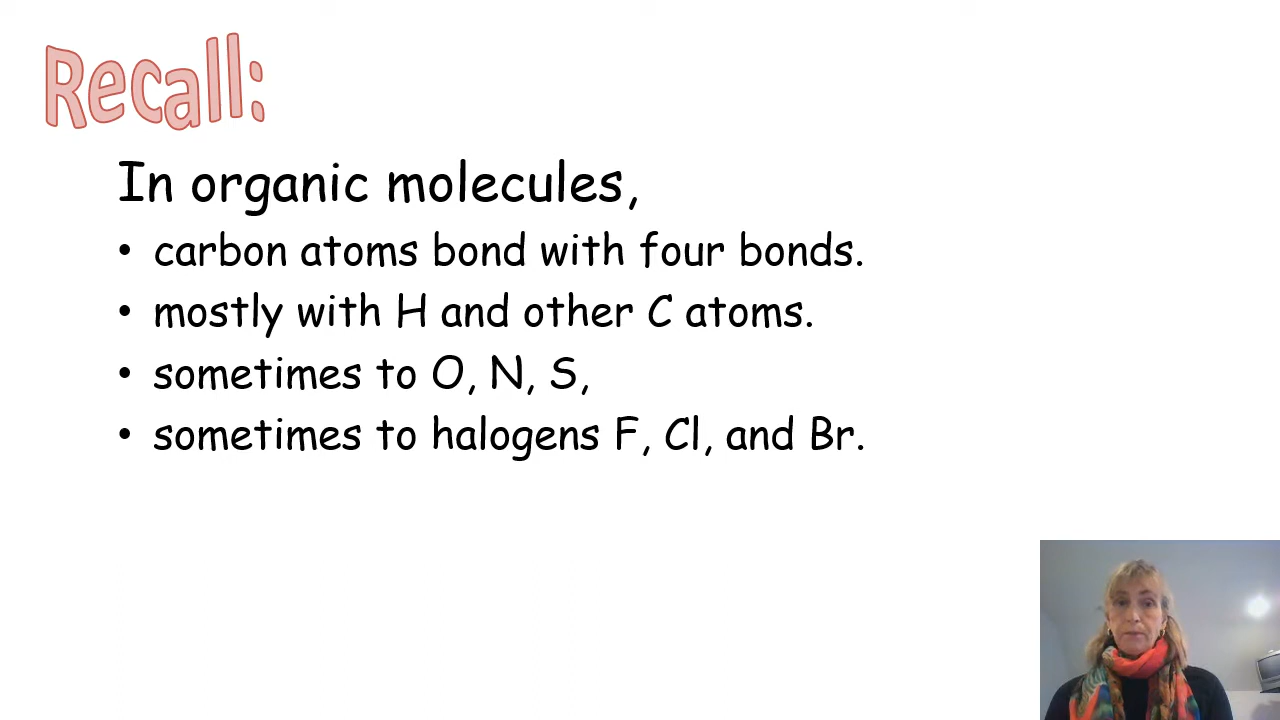 Recall:
In organic molecules,
• carbon atoms bond with four bonds.
• mostly with H and other C atoms.
• sometimes to O, N, S,
• sometimes to halogens F, Cl, and Br.